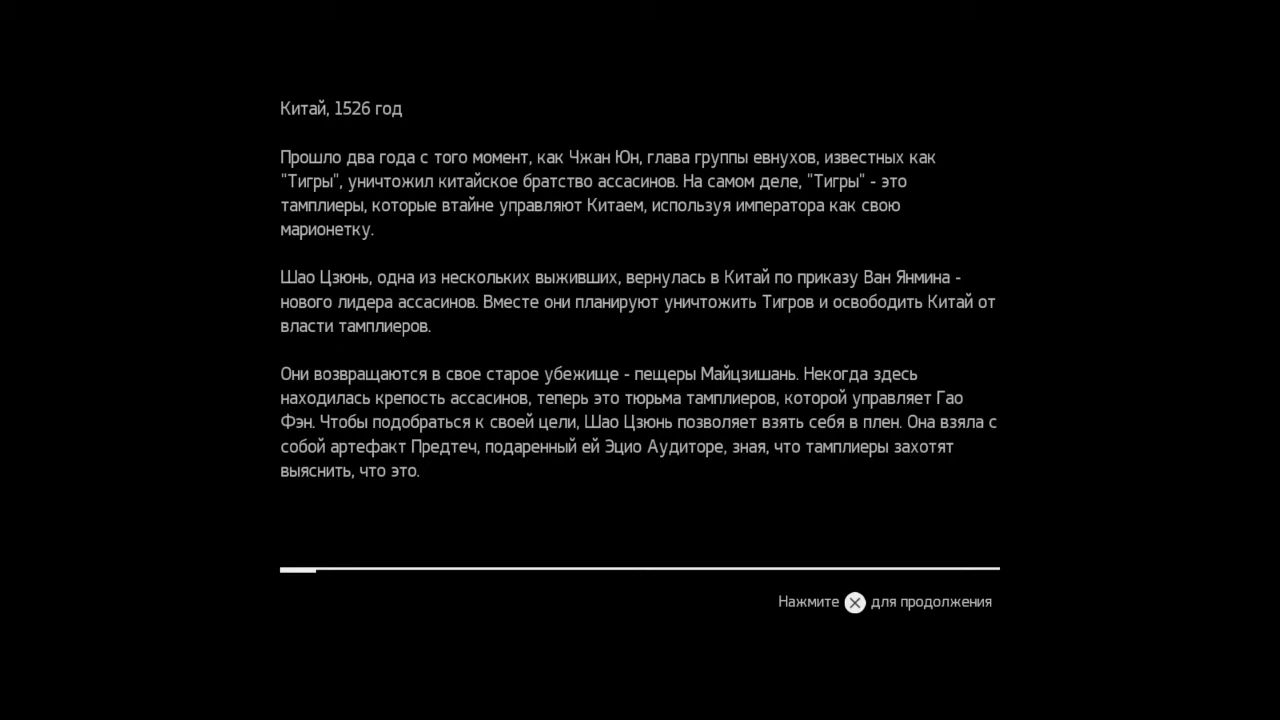 Китай, 1526 год
Прошло два года с того момент, как Чжан Юн, глава группы евнухов, известных как
"Тигры", уничтожил китайское братство ассасинов. На самом деле, "Тигры" - это
тамплиеры, которые втайне управляют Китаем, используя императора как свою
марионетку.
Шао Цзюнь, одна из нескольких выживших, вернулась в Китай по приказу Ван Янмина -
нового лидера ассасинов. Вместе они планируют уничтожить Тигров и освободить Китай от
власти тамплиеров.
Они возвращаются в свое старое убежище - пещеры Майцзишань. Некогда здесь
находилась крепость ассасинов, теперь это тюрьма тамплиеров, которой управляет Гао
Фэн. Чтобы подобраться к своей цели, Шао Цзюнь позволяет взять себя в плен. Она взяла с
собой артефакт Предтеч, подаренный ей Эцио Аудиторе, зная, что тамплиеры захотят
выяснить, что это.
Нажмите для продолжения